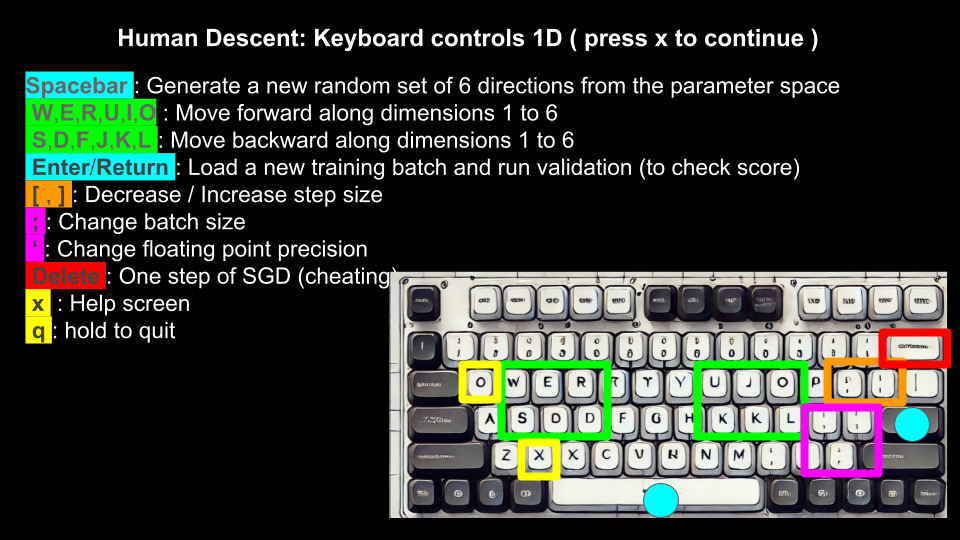 Human Descent: Keyboard controls 1D ( press x to continue )
Spacebar : Generate a new random set of 6 directions from the parameter space
W,E,R,U,I,O : Move forward along dimensions 1 to 6
S,D,F,J,K,L : Move backward along dimensions 1 to 6
Enter/Return : Load a new training batch and run validation (to check score)
[ , ] : Decrease / Increase step size
; : Change batch size
‘ : Change floating point precision
Delete : One step of SGD (cheating)
x : Help screen
q : hold to quit
O W E R T Y U J O P
A S D D F G H K K L
Z X X C V R N M